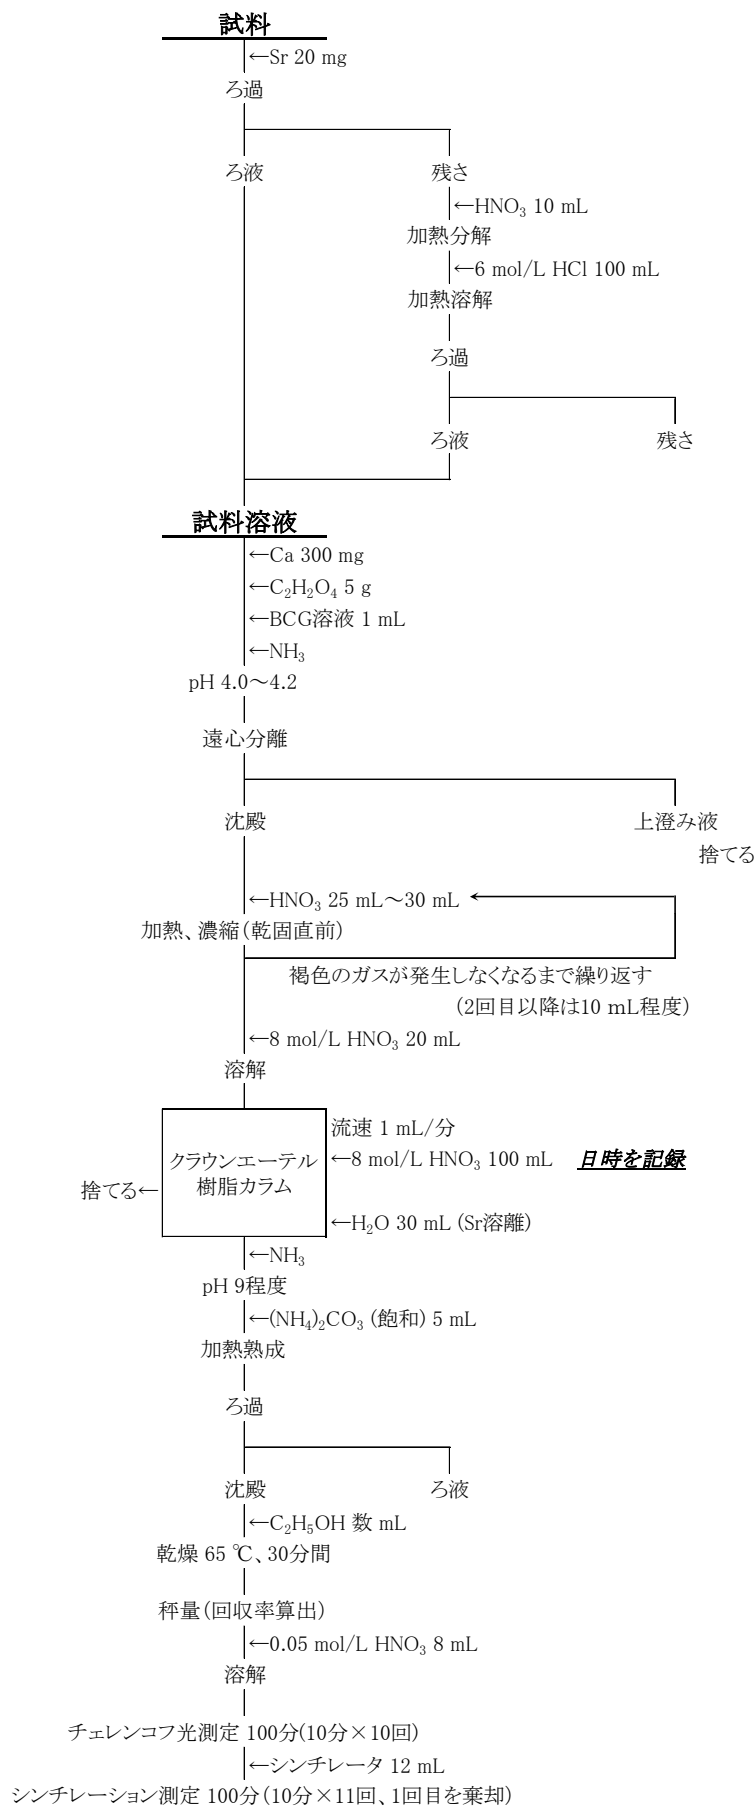 試料
←Sr 20 mg
ろ過
ろ液
残さ
←HNO₃ 10 mL
加熱分解
←6 mol/L HCl 100 mL
加熱溶解
ろ過
ろ液
残さ
試料溶液
←Ca 300 mg
←C₂H₂O₄ 5 g
←BCG溶液 1 mL
←NH₃
pH 4.0～4.2
遠心分離
沈殿
上澄み液
捨てる
←HNO₃ 25 mL～30 mL
加熱、濃縮(乾固直前)
褐色のガスが発生しなくなるまで繰り返す
(2回目以降は10 mL程度)
←8 mol/L HNO₃ 20 mL
溶解
流速 1 mL/分
クラウンエーテル
樹脂カラム
←8 mol/L HNO₃ 100 mL 日時を記録
捨てる←
←H₂O 30 mL (Sr溶離)
←NH₃
pH 9程度
←(NH₄)₂CO₃ (飽和) 5 mL
加熱熟成
ろ過
沈殿
ろ液
←C₂H₅OH 数 mL
乾燥 65 ℃、30分間
秤量(回収率算出)
←0.05 mol/L HNO₃ 8 mL
溶解
チェレンコフ光測定 100分(10分×10回)
←シンチレータ 12 mL
シンチレーション測定 100分(10分×11回、1回目を棄却)